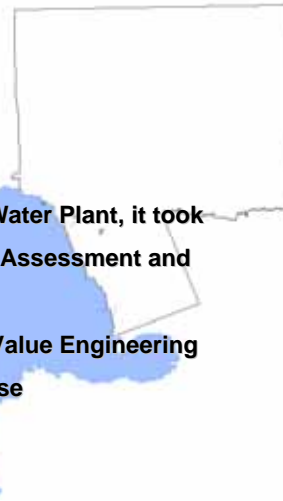 Water Plant, it took
Assessment and
Value Engineering
se